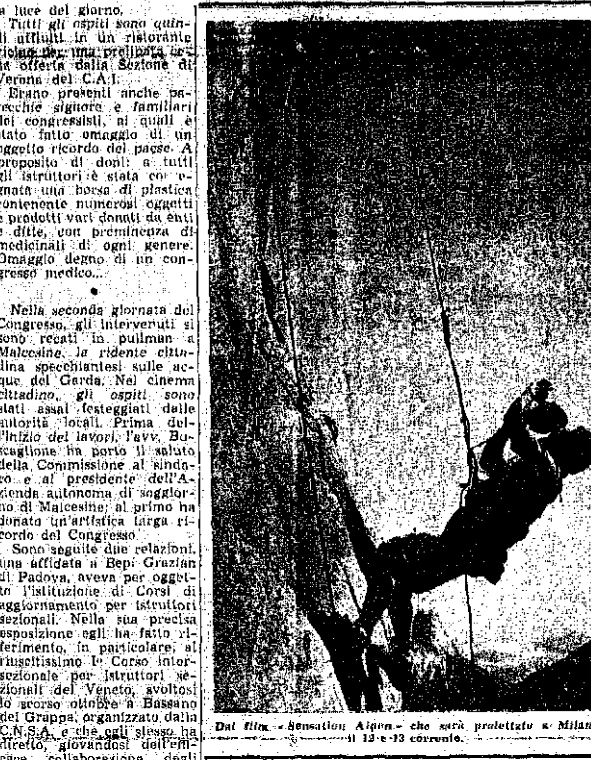 a luce del giorno.
Tutti gli ospiti sono quin-
di affluiti in un ristorante
vicino per una prelibata ce-
na offerta dalla Sezione di
Verona del C.A.I.
Erano presenti anche pa-
recchie signore e familiari
dei congressisti, ai quali è
stato fatto omaggio di un
oggetto ricordo del paese. A
proposito di doni: a tutti
gli istruttori è stata conse-
gnata una borsa di plastica
contenente numerosi oggetti
e prodotti vari donati da enti
e ditte, con preminenza di
medicinali di ogni genere.
Omaggio degno di un con-
gresso medico...
Nella seconda giornata del
Congresso, gli intervenuti si
sono recati in pullman a
Malcesine, la ridente citta-
dina specchiantesi sulle ac-
que del Garda. Nel cinema
cittadino, gli ospiti sono
stati assai festeggiati dalle
autorità locali. Prima del-
l'inizio dei lavori, l'avv. Bu-
scaglione ha porto il saluto
della Commissione al sinda-
co e al presidente dell'A-
zienda autonoma di soggior-
no di Malcesine; al primo ha
donato un'artistica targa ri-
cordo del Congresso.
Sono seguite due relazioni.
Una affidata a Bepi Grazian
di Padova, aveva per ogget-
to l'istituzione di Corsi di
aggiornamento per istruttori
sezionali. Nella sua precisa
esposizione egli ha fatto ri-
ferimento, in particolare, al
riuscitissimo I° Corso inter-
sezionale per istruttori se-
zionali del Veneto, svoltosi
lo scorso ottobre a Bassano
del Grappa, organizzato dalla
C.N.S.A. e che egli stesso ha
diretto, giovandosi dell'effi-
cace collaborazione degli
Dal film «Sensation Alpen» che sarà proiettato a Milano
il 12 e 13 corrente.